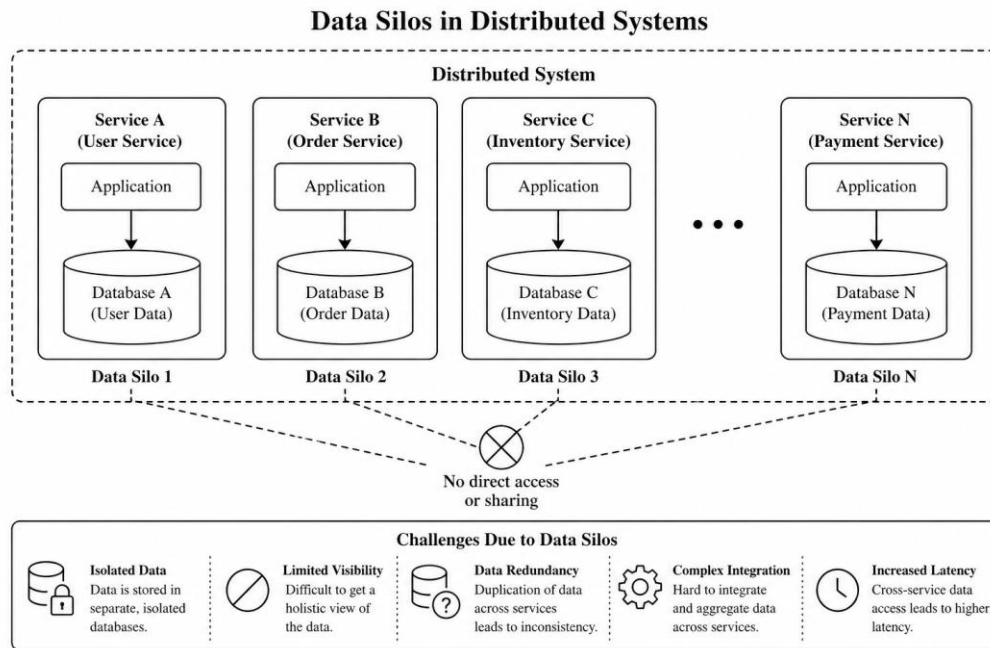 Data Silos in Distributed Systems
Distributed System
Service A
(User Service)
Application
Database A
(User Data)
Data Silo 1
Service B
(Order Service)
Application
Database B
(Order Data)
Data Silo 2
Service C
(Inventory Service)
Application
Database C
(Inventory Data)
Data Silo 3
Service N
(Payment Service)
Application
Database N
(Payment Data)
Data Silo N
No direct access
or sharing
Challenges Due to Data Silos
Isolated Data
Data is stored in
separate, isolated
databases.
Limited Visibility
Difficult to get a
holistic view of
the data.
?
Data Redundancy
Duplication of data
across services
leads to inconsistency.
Complex Integration
Hard to integrate
and aggregate data
across services.
Increased Latency
Cross-service data
access leads to higher
latency.